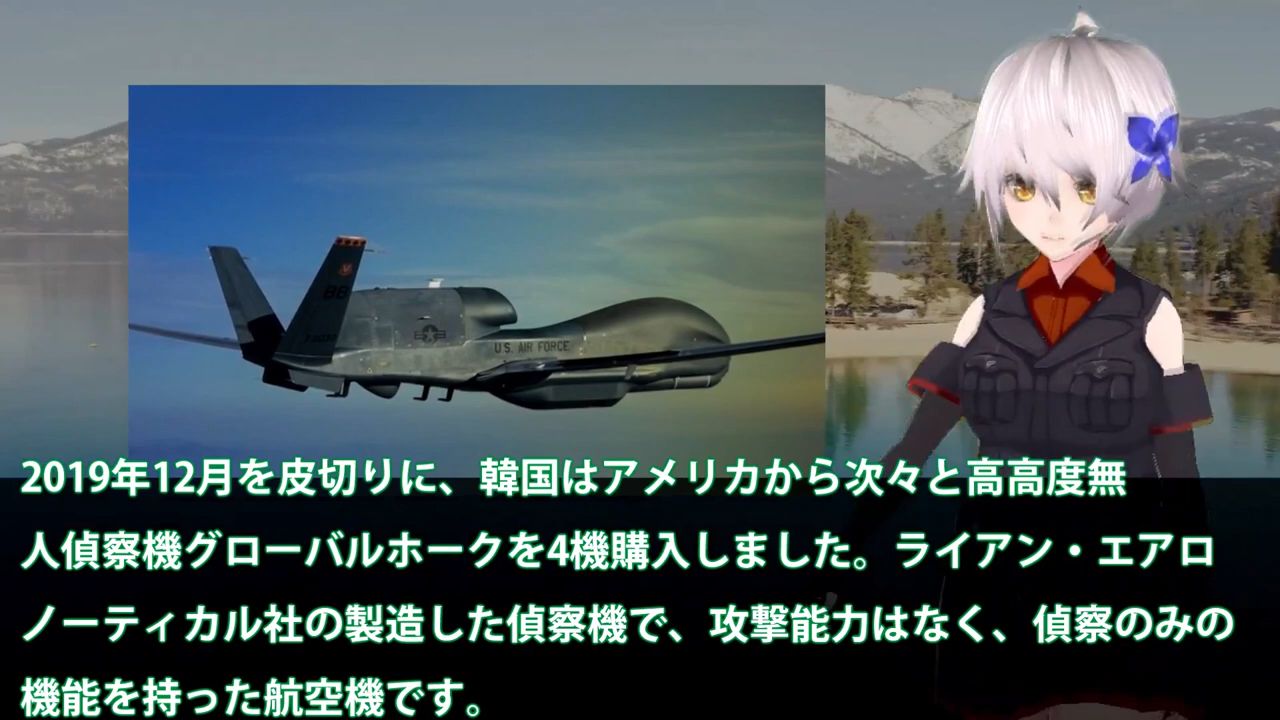 BB
U.S. AIR FORCE
2019年12月を皮切りに、韓国はアメリカから次々と高高度無
人偵察機グローバルホークを4機購入しました。ライアン・エアロ
ノーティカル社の製造した偵察機で、攻撃能力はなく、偵察のみの
機能を持った航空機です。